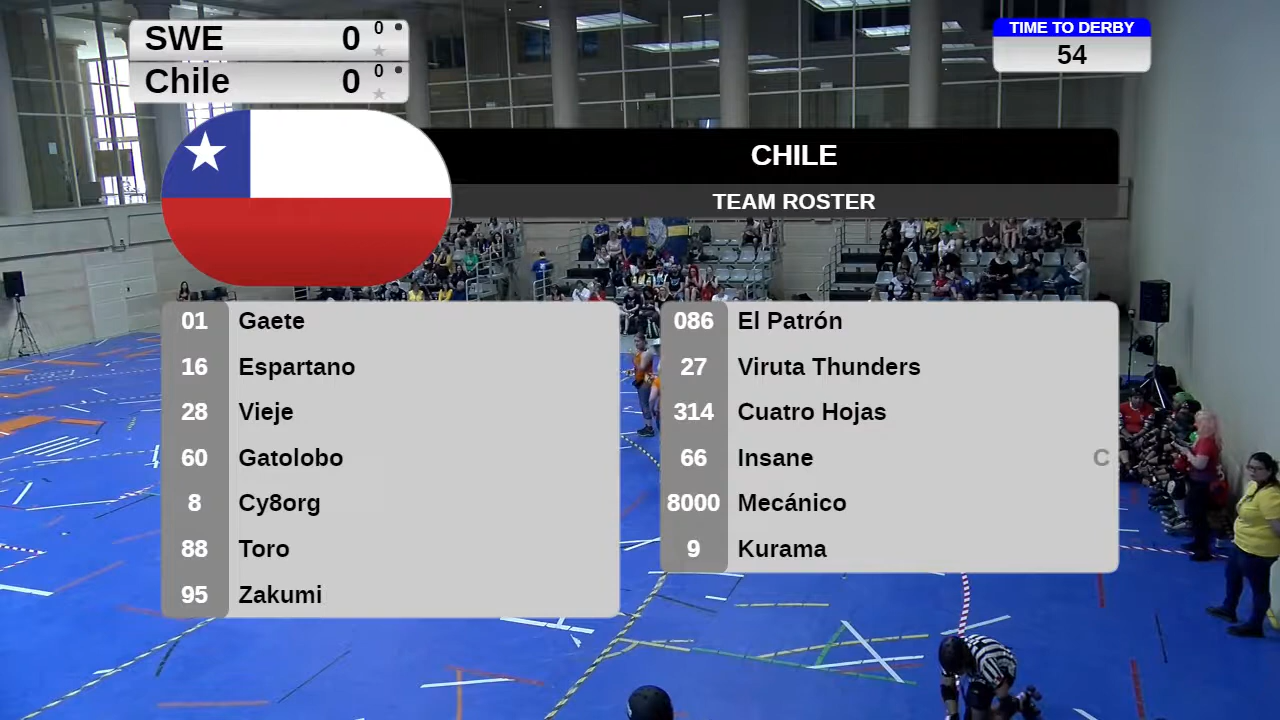 SWE 0 0
Chile 0 0
TIME TO DERBY
54
CHILE
TEAM ROSTER
01 Gaete
16 Espartano
28 Vieje
60 Gatolobo
8 Cy8org
88 Toro
95 Zakumi
086 El Patrón
27 Viruta Thunders
314 Cuatro Hojas
66 Insane C
8000 Mecánico
9 Kurama